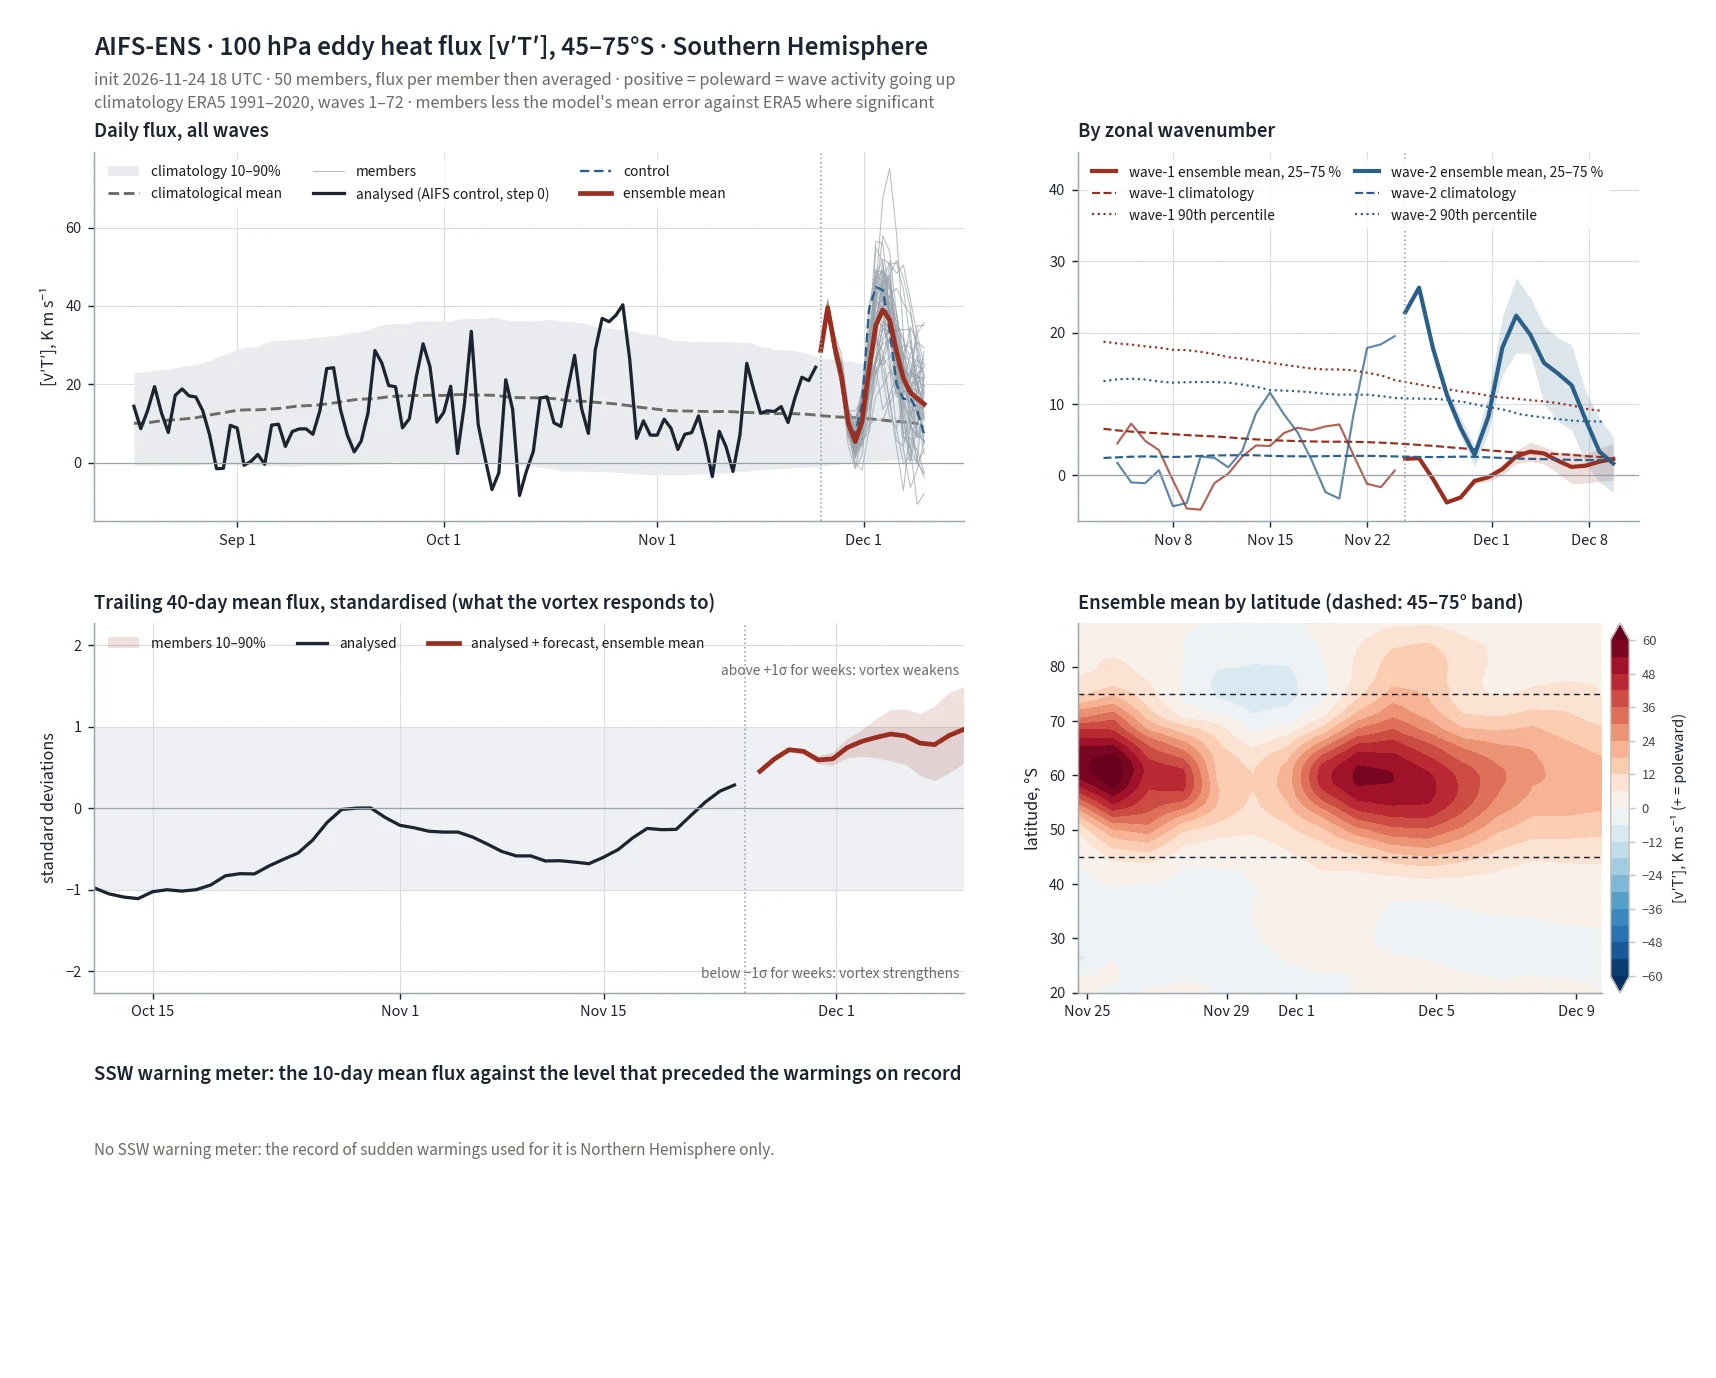 AIFS-ENS · 100 hPa eddy heat flux [v′T′], 45–75°S · Southern Hemisphere
init 2026-11-24 18 UTC · 50 members, flux per member then averaged · positive = poleward = wave activity going up
climatology ERA5 1991–2020, waves 1–72 · members less the model's mean error against ERA5 where significant
Daily flux, all waves
climatology 10–90%
members
control
climatological mean
analysed (AIFS control, step 0)
ensemble mean
[v′T′], K m s⁻¹
60
40
20
0
Sep 1
Oct 1
Nov 1
Dec 1
By zonal wavenumber
wave-1 ensemble mean, 25–75 %
wave-2 ensemble mean, 25–75 %
wave-1 climatology
wave-2 climatology
wave-1 90th percentile
wave-2 90th percentile
40
30
20
10
0
Nov 8
Nov 15
Nov 22
Dec 1
Dec 8
Trailing 40-day mean flux, standardised (what the vortex responds to)
members 10–90%
analysed
analysed + forecast, ensemble mean
above +1σ for weeks: vortex weakens
below −1σ for weeks: vortex strengthens
standard deviations
2
1
0
−1
−2
Oct 15
Nov 1
Nov 15
Dec 1
Ensemble mean by latitude (dashed: 45–75° band)
latitude, °S
80
70
60
50
40
30
20
Nov 25
Nov 29
Dec 1
Dec 5
Dec 9
60
48
36
24
12
0
−12
−24
−36
−48
−60
[v′T′], K m s⁻¹ (+ = poleward)
SSW warning meter: the 10-day mean flux against the level that preceded the warmings on record
No SSW warning meter: the record of sudden warmings used for it is Northern Hemisphere only.